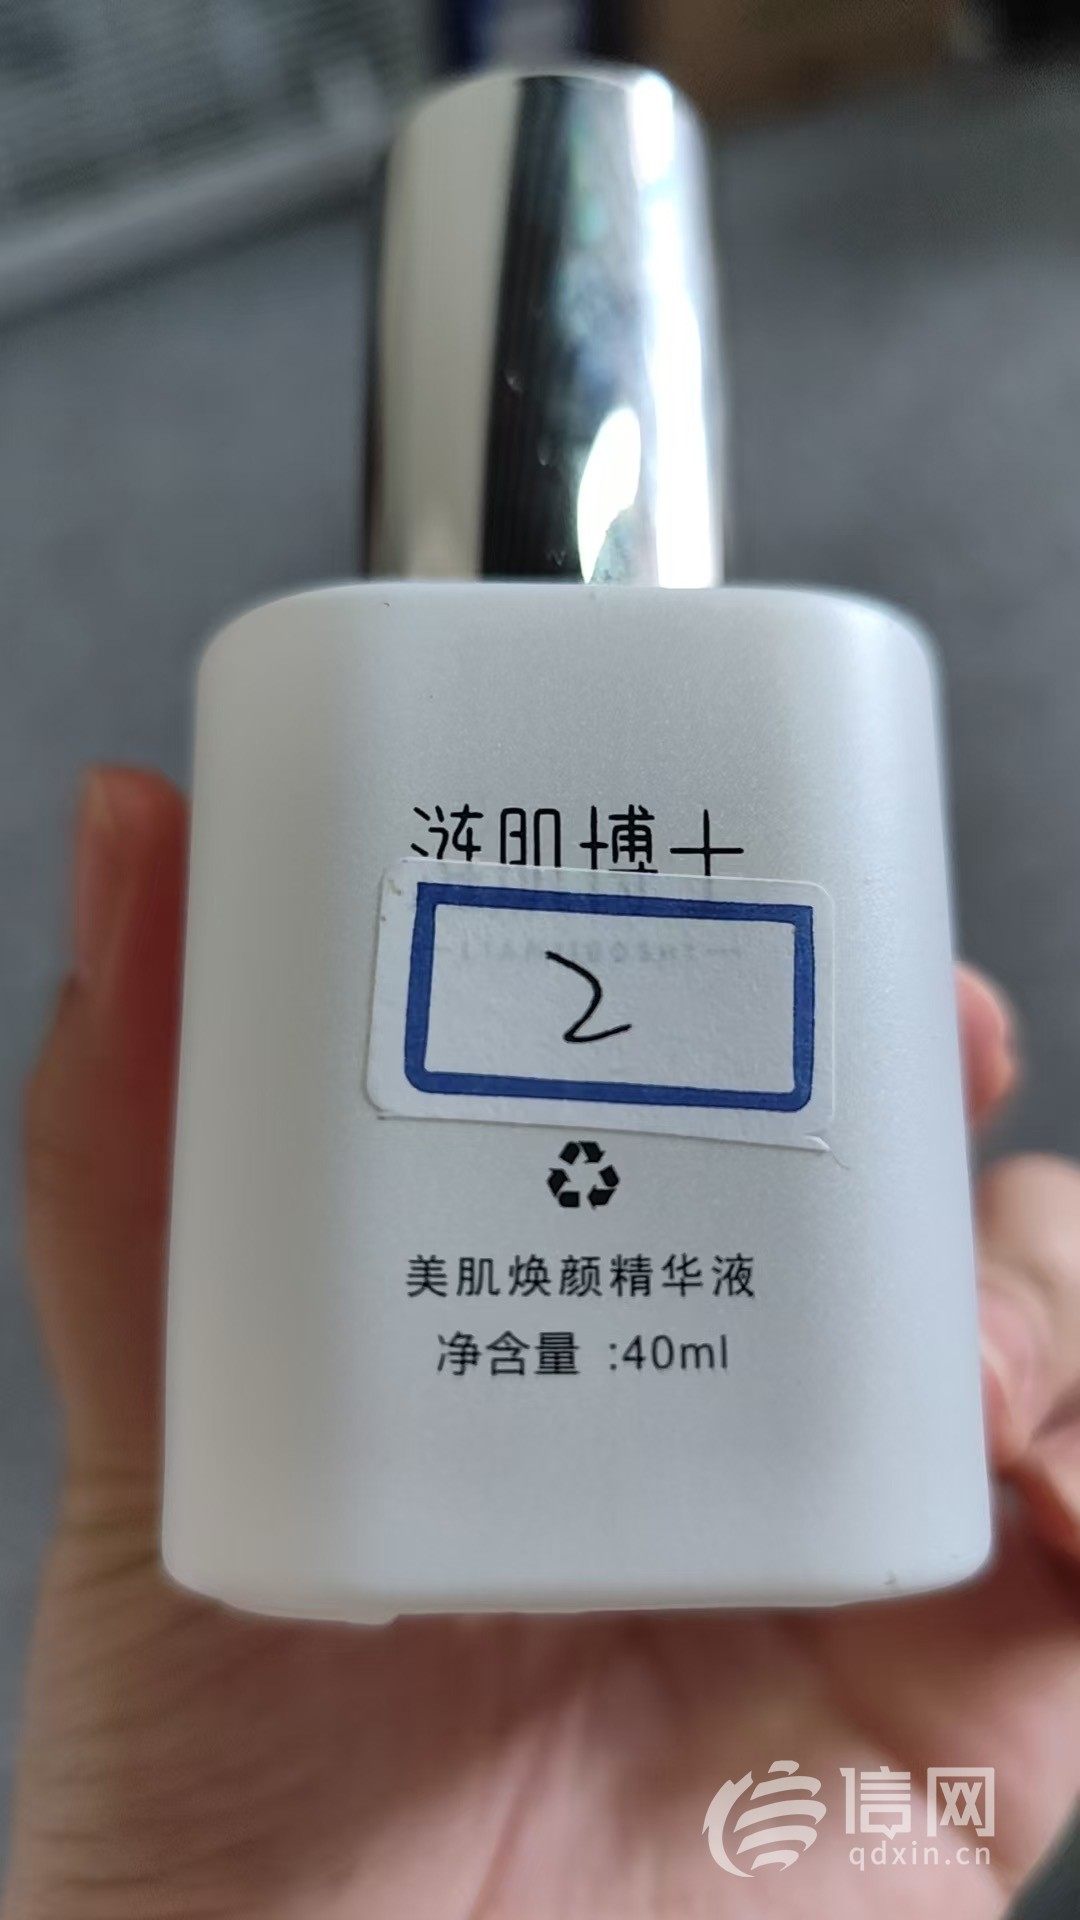 涟肌博士
2
美肌焕颜精华液
净含量 :40ml
信网
qdxin.cn